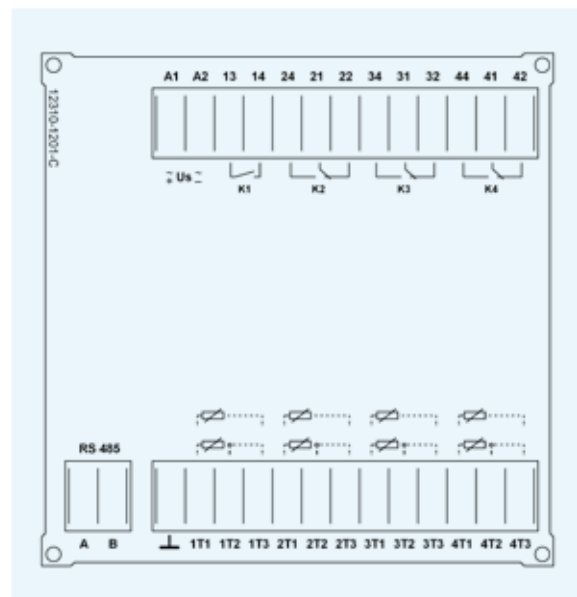 A1 A2 13 14 24 21 22 34 31 32 44 41 42
12310-1201-C
Us
K1 K2 K3 K4
RS 485
A B 1T1 1T2 1T3 2T1 2T2 2T3 3T1 3T2 3T3 4T1 4T2 4T3